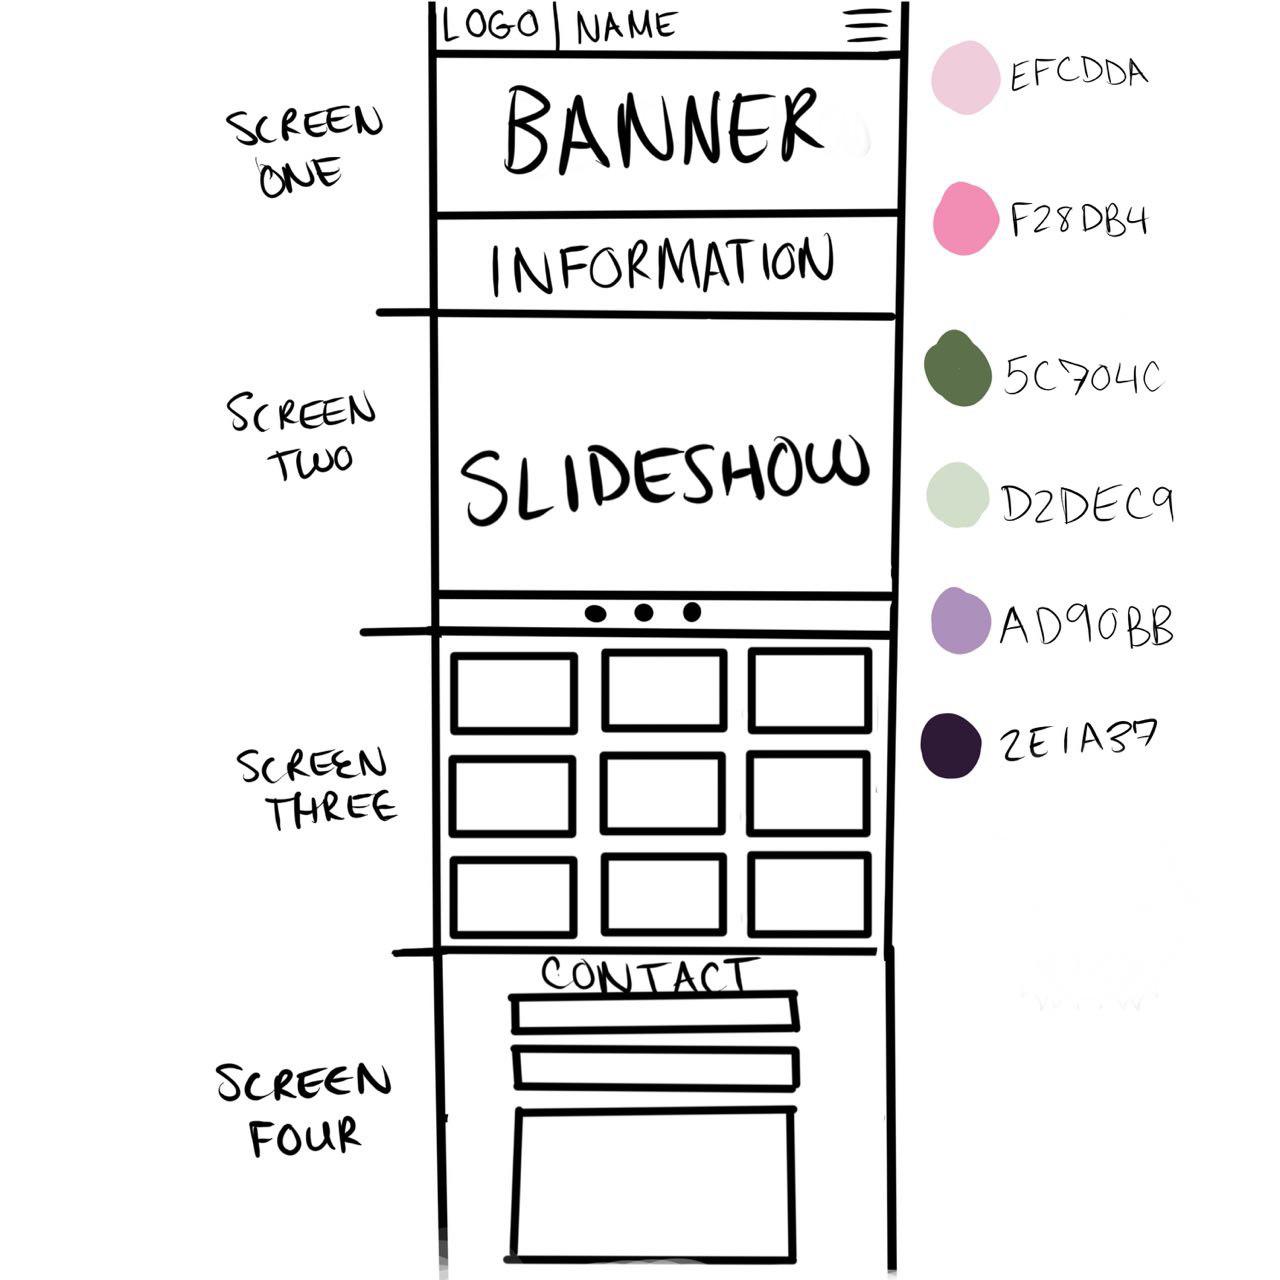 LOGO | NAME
BANNER
INFORMATION
SCREEN
ONE
SLIDESHOW
SCREEN
TWO
SCREEN
THREE
CONTACT
SCREEN
FOUR
EFCDDA
F28DB4
5C704C
D2DEC9
AD90BB
2E1A37